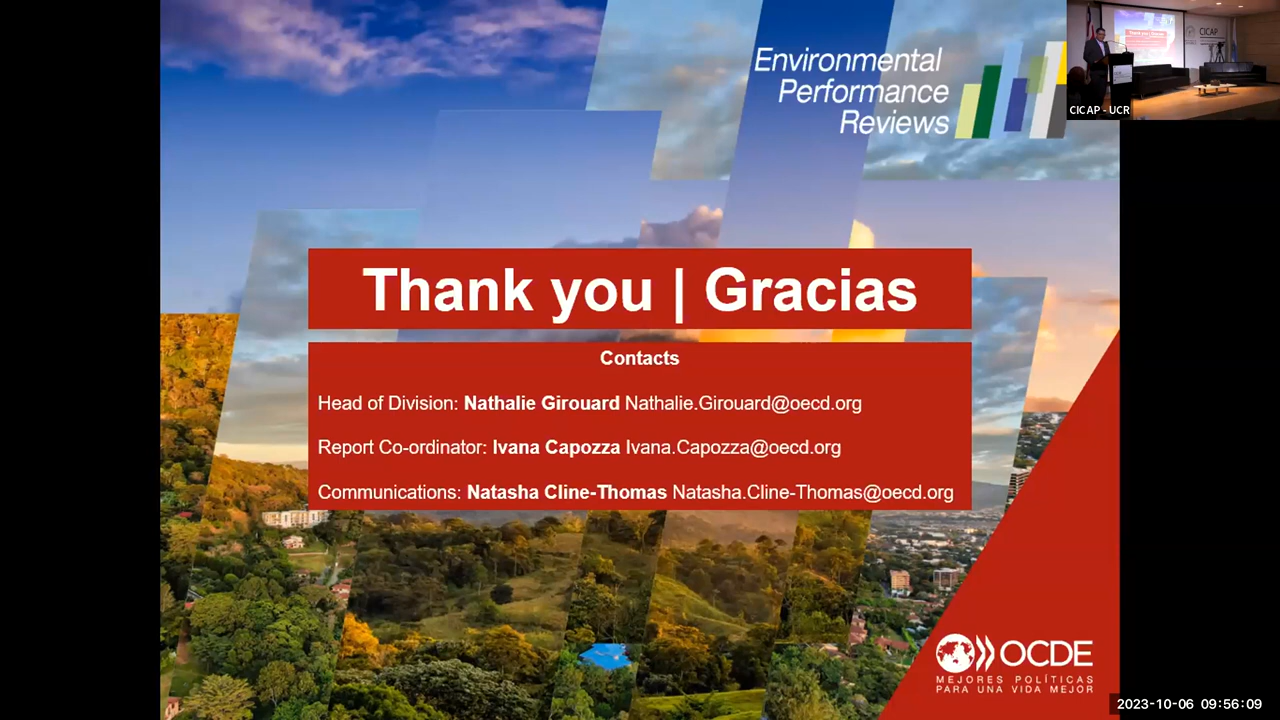 Environmental
Performance
Reviews
CICAP
CICAP - UCR
Thank you | Gracias
Contacts
Head of Division: Nathalie Girouard Nathalie.Girouard@oecd.org
Report Co-ordinator: Ivana Capozza Ivana.Capozza@oecd.org
Communications: Natasha Cline-Thomas Natasha.Cline-Thomas@oecd.org
OCDE
MEJORES POLÍTICAS
PARA UNA VIDA MEJOR
2023-10-06 09:56:09